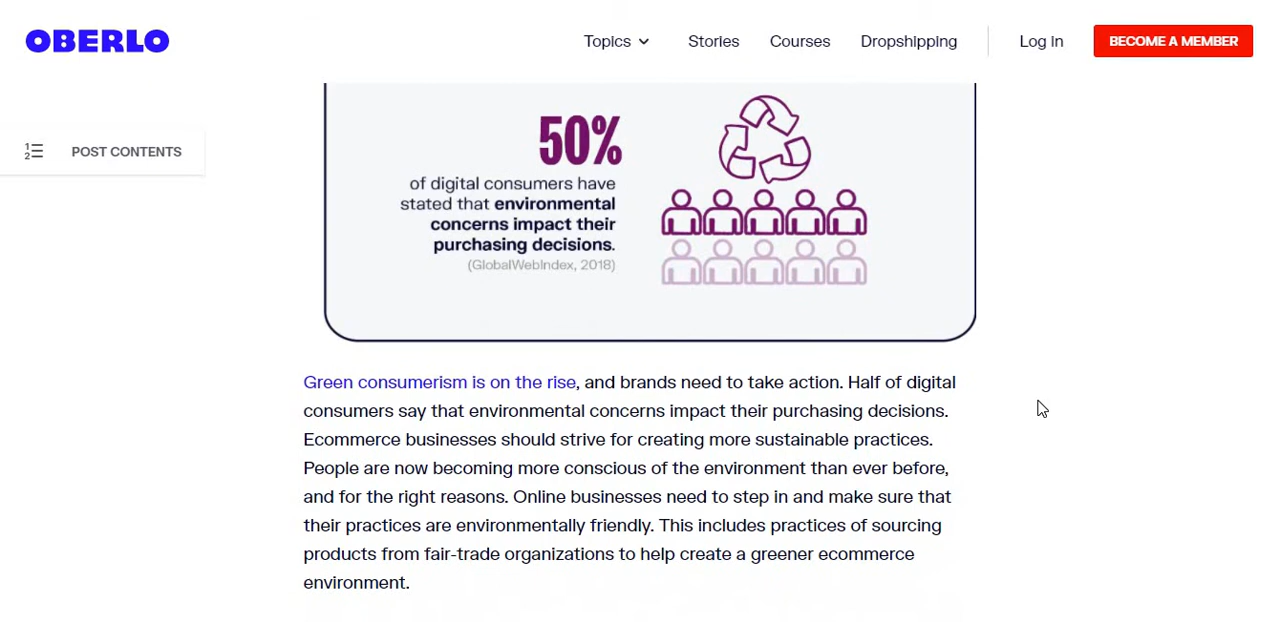 OBERLO
Topics
Stories
Courses
Dropshipping
Log In
BECOME A MEMBER
1
2
POST CONTENTS
50%
of digital consumers have
stated that environmental
concerns impact their
purchasing decisions.
(GlobalWebIndex, 2018)
Green consumerism is on the rise, and brands need to take action. Half of digital
consumers say that environmental concerns impact their purchasing decisions.
Ecommerce businesses should strive for creating more sustainable practices.
People are now becoming more conscious of the environment than ever before,
and for the right reasons. Online businesses need to step in and make sure that
their practices are environmentally friendly. This includes practices of sourcing
products from fair-trade organizations to help create a greener ecommerce
environment.